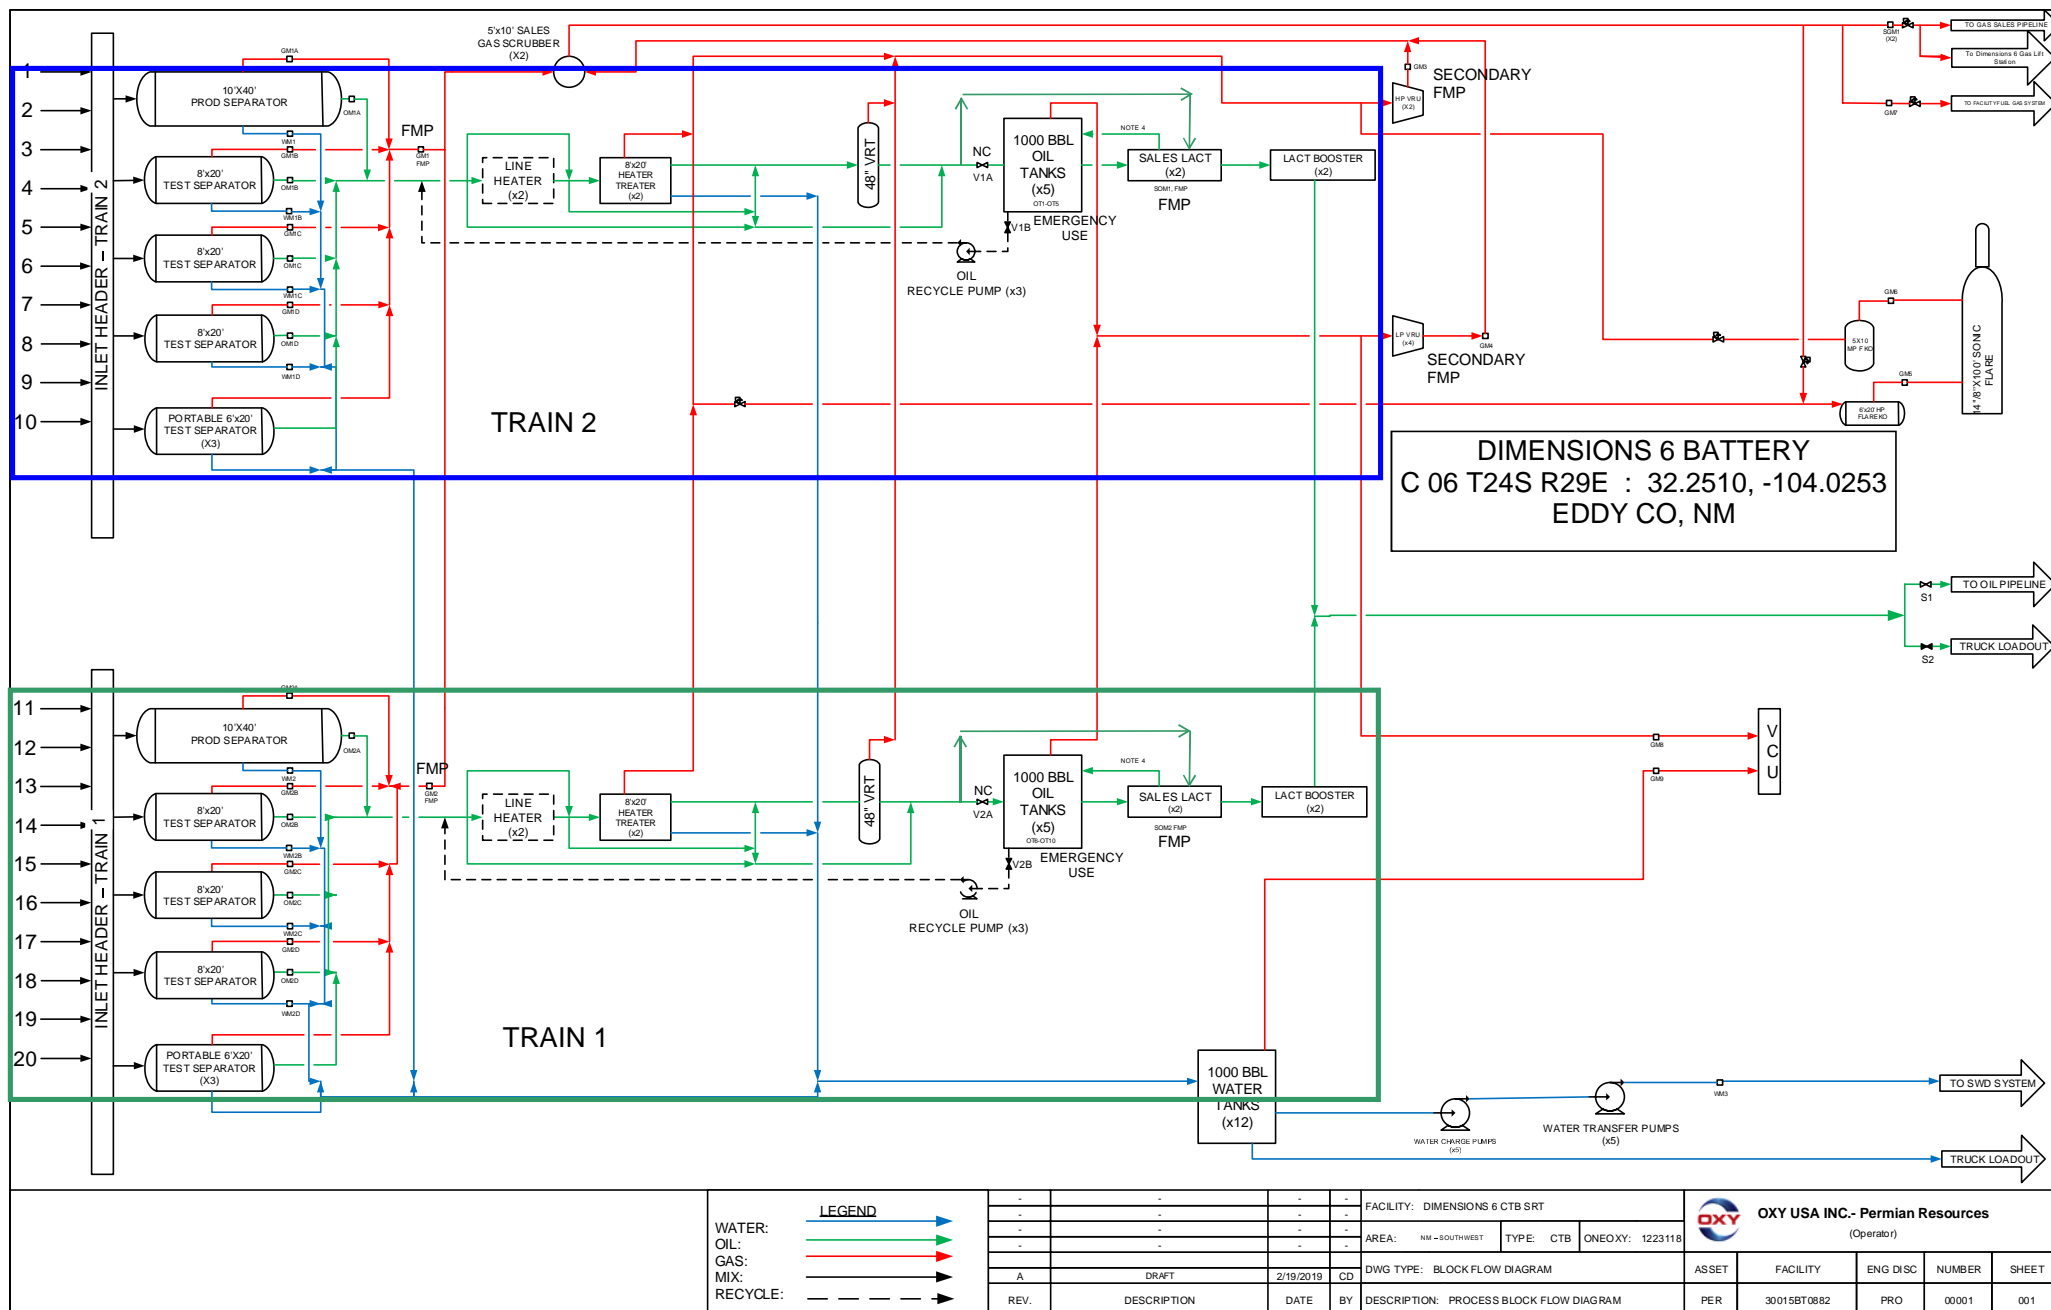 5'x10' SALES
GAS SCRUBBER
(X2)
SGM1
(X2)
TO GAS SALES PIPELINE
To Dimensions 6 Gas Lift
Station
GM7
TO FACILITY FUEL GAS SYSTEM
INLET HEADER – TRAIN 2
1
2
3
4
5
6
7
8
9
10
GM1A
10'X40'
PROD SEPARATOR
OM1A
WM1
GM1B
8'x20'
TEST SEPARATOR
OM1B
WM1B
GM1C
8'x20'
TEST SEPARATOR
OM1C
WM1C
GM1D
8'x20'
TEST SEPARATOR
OM1D
WM1D
PORTABLE 6'x20'
TEST SEPARATOR
(X3)
FMP
GM1
FMP
LINE
HEATER
(x2)
8'x20'
HEATER
TREATER
(x2)
48" VRT
NC
V1A
1000 BBL
OIL
TANKS
(x5)
OT1-OT5
V1B
EMERGENCY
USE
OIL
RECYCLE PUMP (x3)
NOTE 4
SALES LACT
(x2)
SOM1, FMP
FMP
LACT BOOSTER
(x2)
TRAIN 2
HP VRU
(X2)
GM3
SECONDARY
FMP
LP VRU
(x4)
GM4
SECONDARY
FMP
GM6
5X10
MP FKO
GM5
6'x20' HP
FLARE KO
14"/8"X100' SONIC
FLARE
DIMENSIONS 6 BATTERY
C 06 T24S R29E : 32.2510, -104.0253
EDDY CO, NM
S1
TO OIL PIPELINE
S2
TRUCK LOADOUT
INLET HEADER – TRAIN 1
11
12
13
14
15
16
17
18
19
20
GM2A
10'X40'
PROD SEPARATOR
OM2A
WM2
GM2B
8'x20'
TEST SEPARATOR
OM2B
WM2B
GM2C
8'x20'
TEST SEPARATOR
OM2C
WM2C
GM2D
8'x20'
TEST SEPARATOR
OM2D
WM2D
PORTABLE 6'X20'
TEST SEPARATOR
(X3)
FMP
GM2
FMP
LINE
HEATER
(x2)
8'x20'
HEATER
TREATER
(x2)
48" VRT
NC
V2A
1000 BBL
OIL
TANKS
(x5)
OT6-OT10
V2B
EMERGENCY
USE
OIL
RECYCLE PUMP (x3)
NOTE 4
SALES LACT
(x2)
SOM2 FMP
FMP
LACT BOOSTER
(x2)
TRAIN 1
GM8
GM9
VCU
1000 BBL
WATER
TANKS
(x12)
WATER CHARGE PUMPS
(x5)
WATER TRANSFER PUMPS
(x5)
WM3
TO SWD SYSTEM
TRUCK LOADOUT
LEGEND
WATER:
OIL:
GAS:
MIX:
RECYCLE:
- - - -
- - - -
- - - -
- - - -
A DRAFT 2/19/2019 CD
REV. DESCRIPTION DATE BY
FACILITY: DIMENSIONS 6 CTB SRT
AREA: NM – SOUTHWEST TYPE: CTB ONEOXY: 1223118
DWG TYPE: BLOCK FLOW DIAGRAM
DESCRIPTION: PROCESS BLOCK FLOW DIAGRAM
OXY
OXY USA INC.- Permian Resources
(Operator)
ASSET FACILITY ENG DISC NUMBER SHEET
PER 30015BT0882 PRO 00001 001